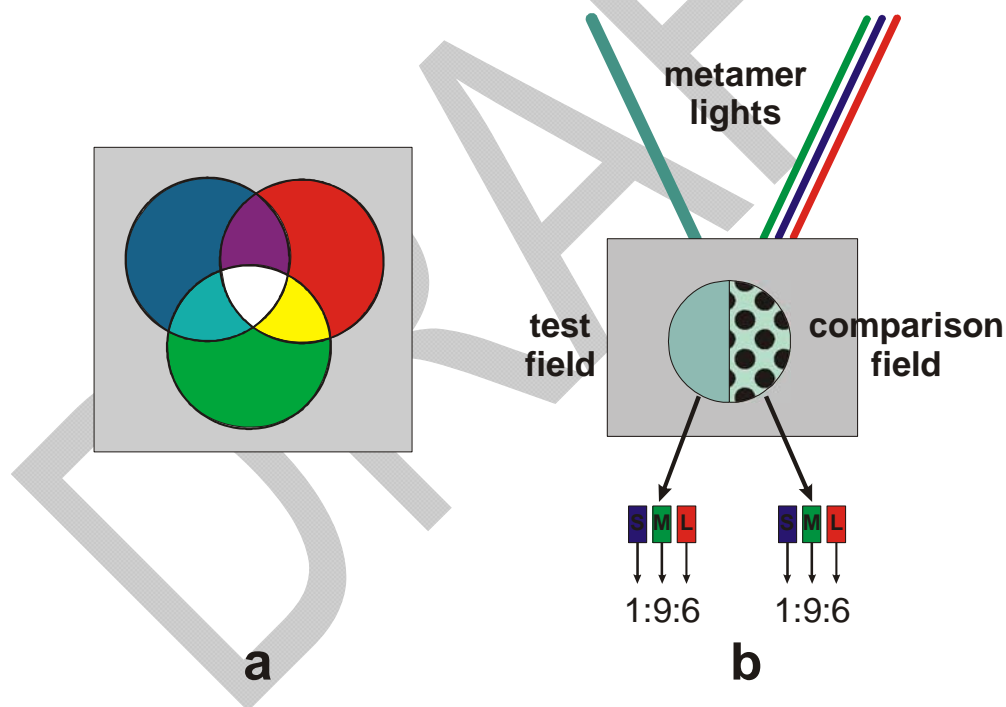 DRAFT
metamer
lights
test
field
comparison
field
S M L
S M L
1:9:6
1:9:6
a
b